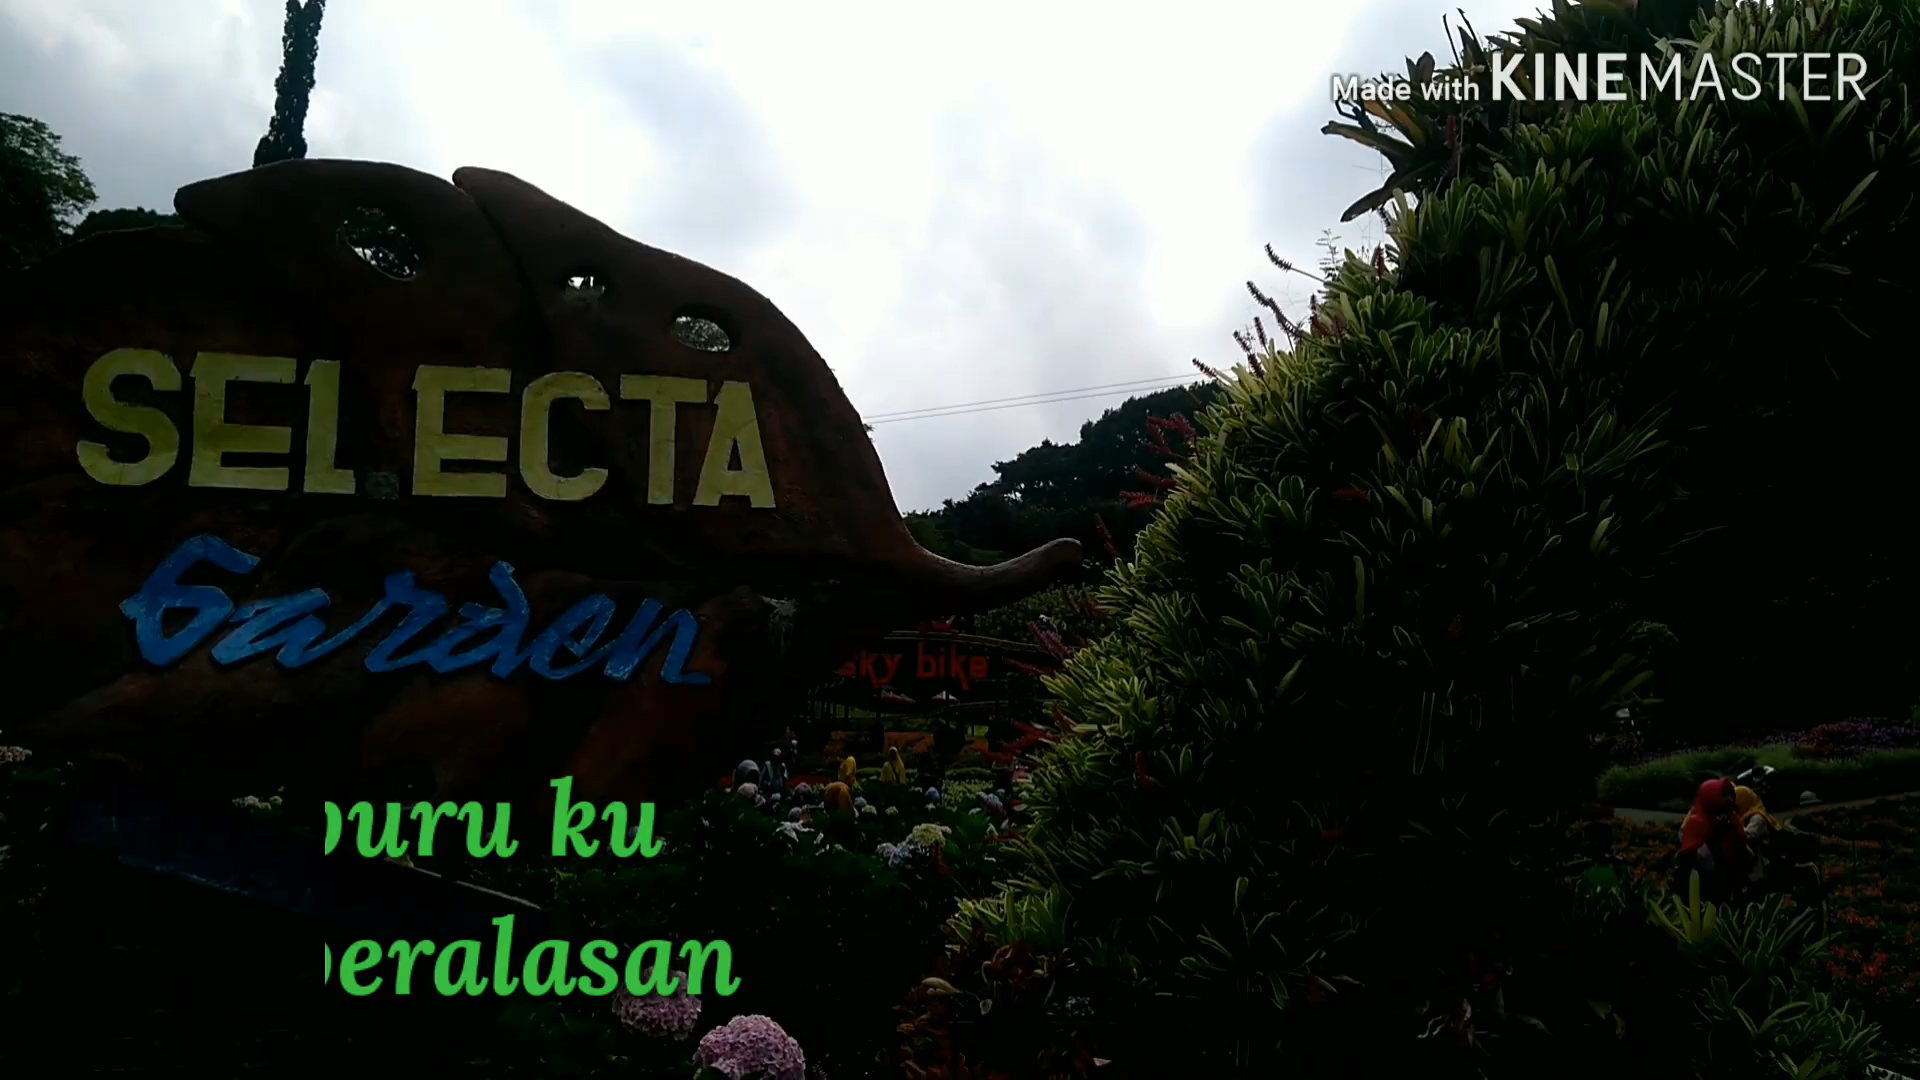 Made with KINEMASTER
SELECTA
Garden
sky bike
uru ku
eralasan